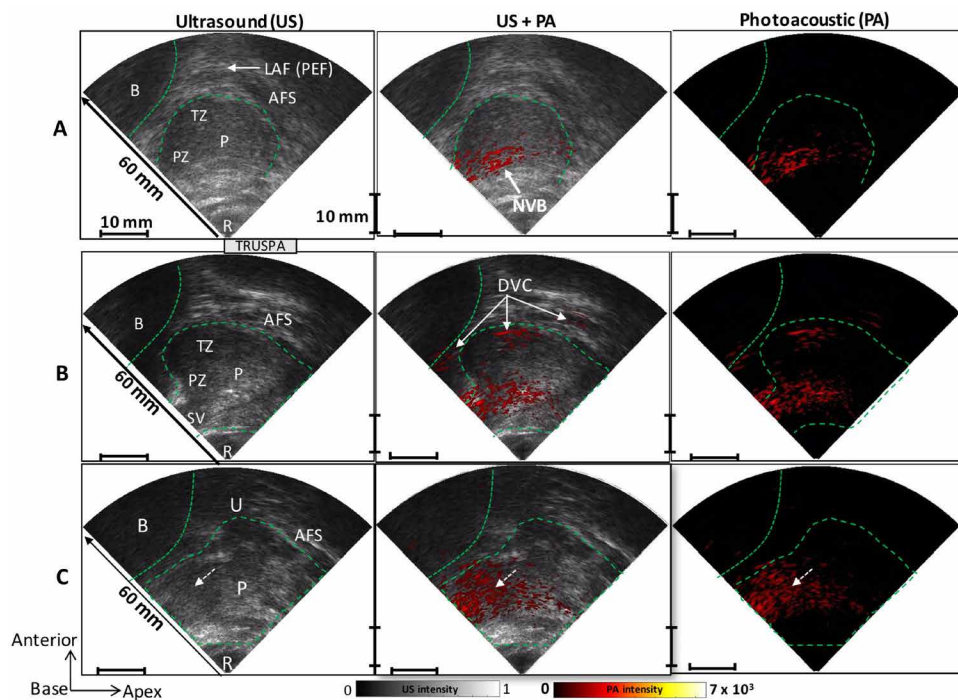 Ultrasound (US) US + PA Photoacoustic (PA)
A
B
LAF (PEF)
AFS
TZ
P
PZ
60 mm
10 mm
R
10 mm
NVB
TRUSPA
B
B
AFS
TZ
P
PZ
SV
60 mm
R
DVC
C
B
U
AFS
P
60 mm
R
Anterior
Base
Apex
0 US intensity 1
0 PA intensity 7 x 10³